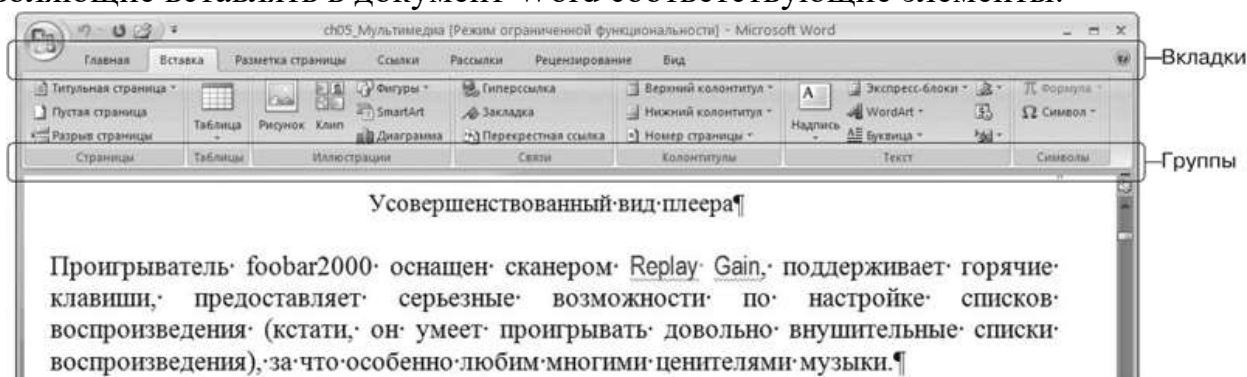 воляющие вставлять в документ Word соответствующие элементы.
ch05_Мультимедиа [Режим ограниченной функциональности] - Microsoft Word
Главная Вставка Разметка страницы Ссылки Рассылки Рецензирование Вид
Вкладки
Титульная страница Фигуры Гиперссылка Верхний колонтитул Экспресс-блоки Формула
Пустая страница SmartArt Закладка Нижний колонтитул WordArt Символ
Таблица Рисунок Клип Надпись
Разрыв страницы Диаграмма Перекрестная ссылка Номер страницы Буквица
Страницы Таблицы Иллюстрации Связи Колонтитулы Текст Символы
Группы
Усовершенствованный·вид·плеера¶
Проигрыватель· foobar2000· оснащен· сканером· Replay· Gain,· поддерживает· горячие·
клавиши,· предоставляет· серьезные· возможности· по· настройке· списков·
воспроизведения· (кстати,· он· умеет· проигрывать· довольно· внушительные· списки·
воспроизведения),·за·что·особенно·любим·многими·ценителями·музыки.¶